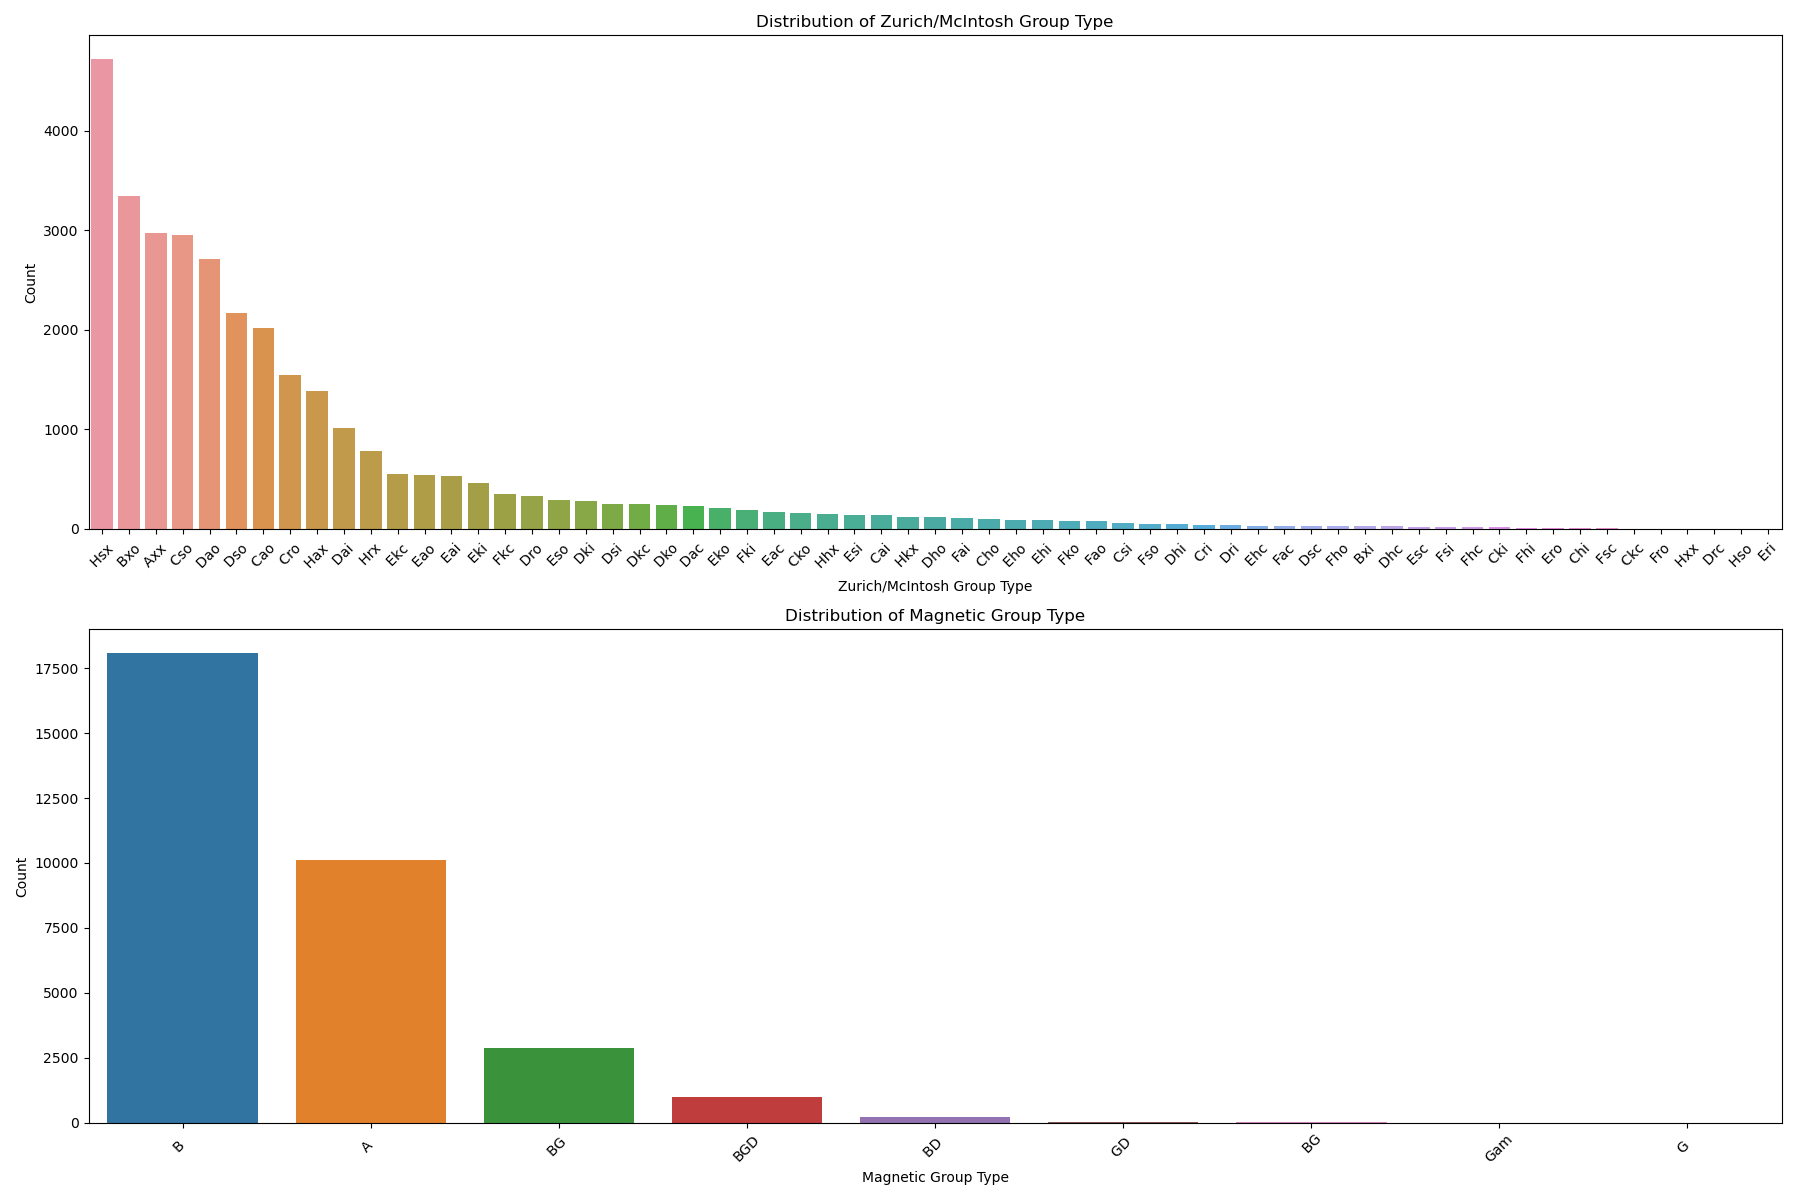 Distribution of Zurich/McIntosh Group Type
4000
3000
2000
1000
0
Count
Hsx Bxo Axx Cso Dao Dso Cao Cro Hax Dai Hrx Ekc Eao Eai Eki Fkc Dro Eso Dki Dsi Dkc Dko Dac Eko Fki Eac Cko Hhx Esi Cai Hkx Dho Fai Cho Eho Ehi Fko Fao Csi Fso Dhi Cri Dri Ehc Fac Dsc Fho Bxi Dhc Esc Fsi Fhc Cki Fhi Ero Chi Fsc Ckc Fro Hxx Drc Hso Eri
Zurich/McIntosh Group Type
Distribution of Magnetic Group Type
17500
15000
12500
10000
7500
5000
2500
0
Count
B A BG BGD BD GD BG Gam G
Magnetic Group Type